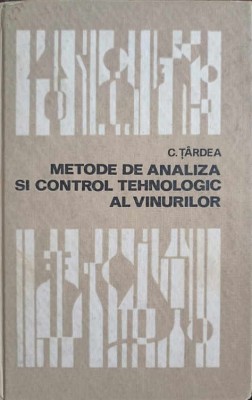 C. ȚÂRDEA
METODE DE ANALIZA
SI CONTROL TEHNOLOGIC
AL VINURILOR